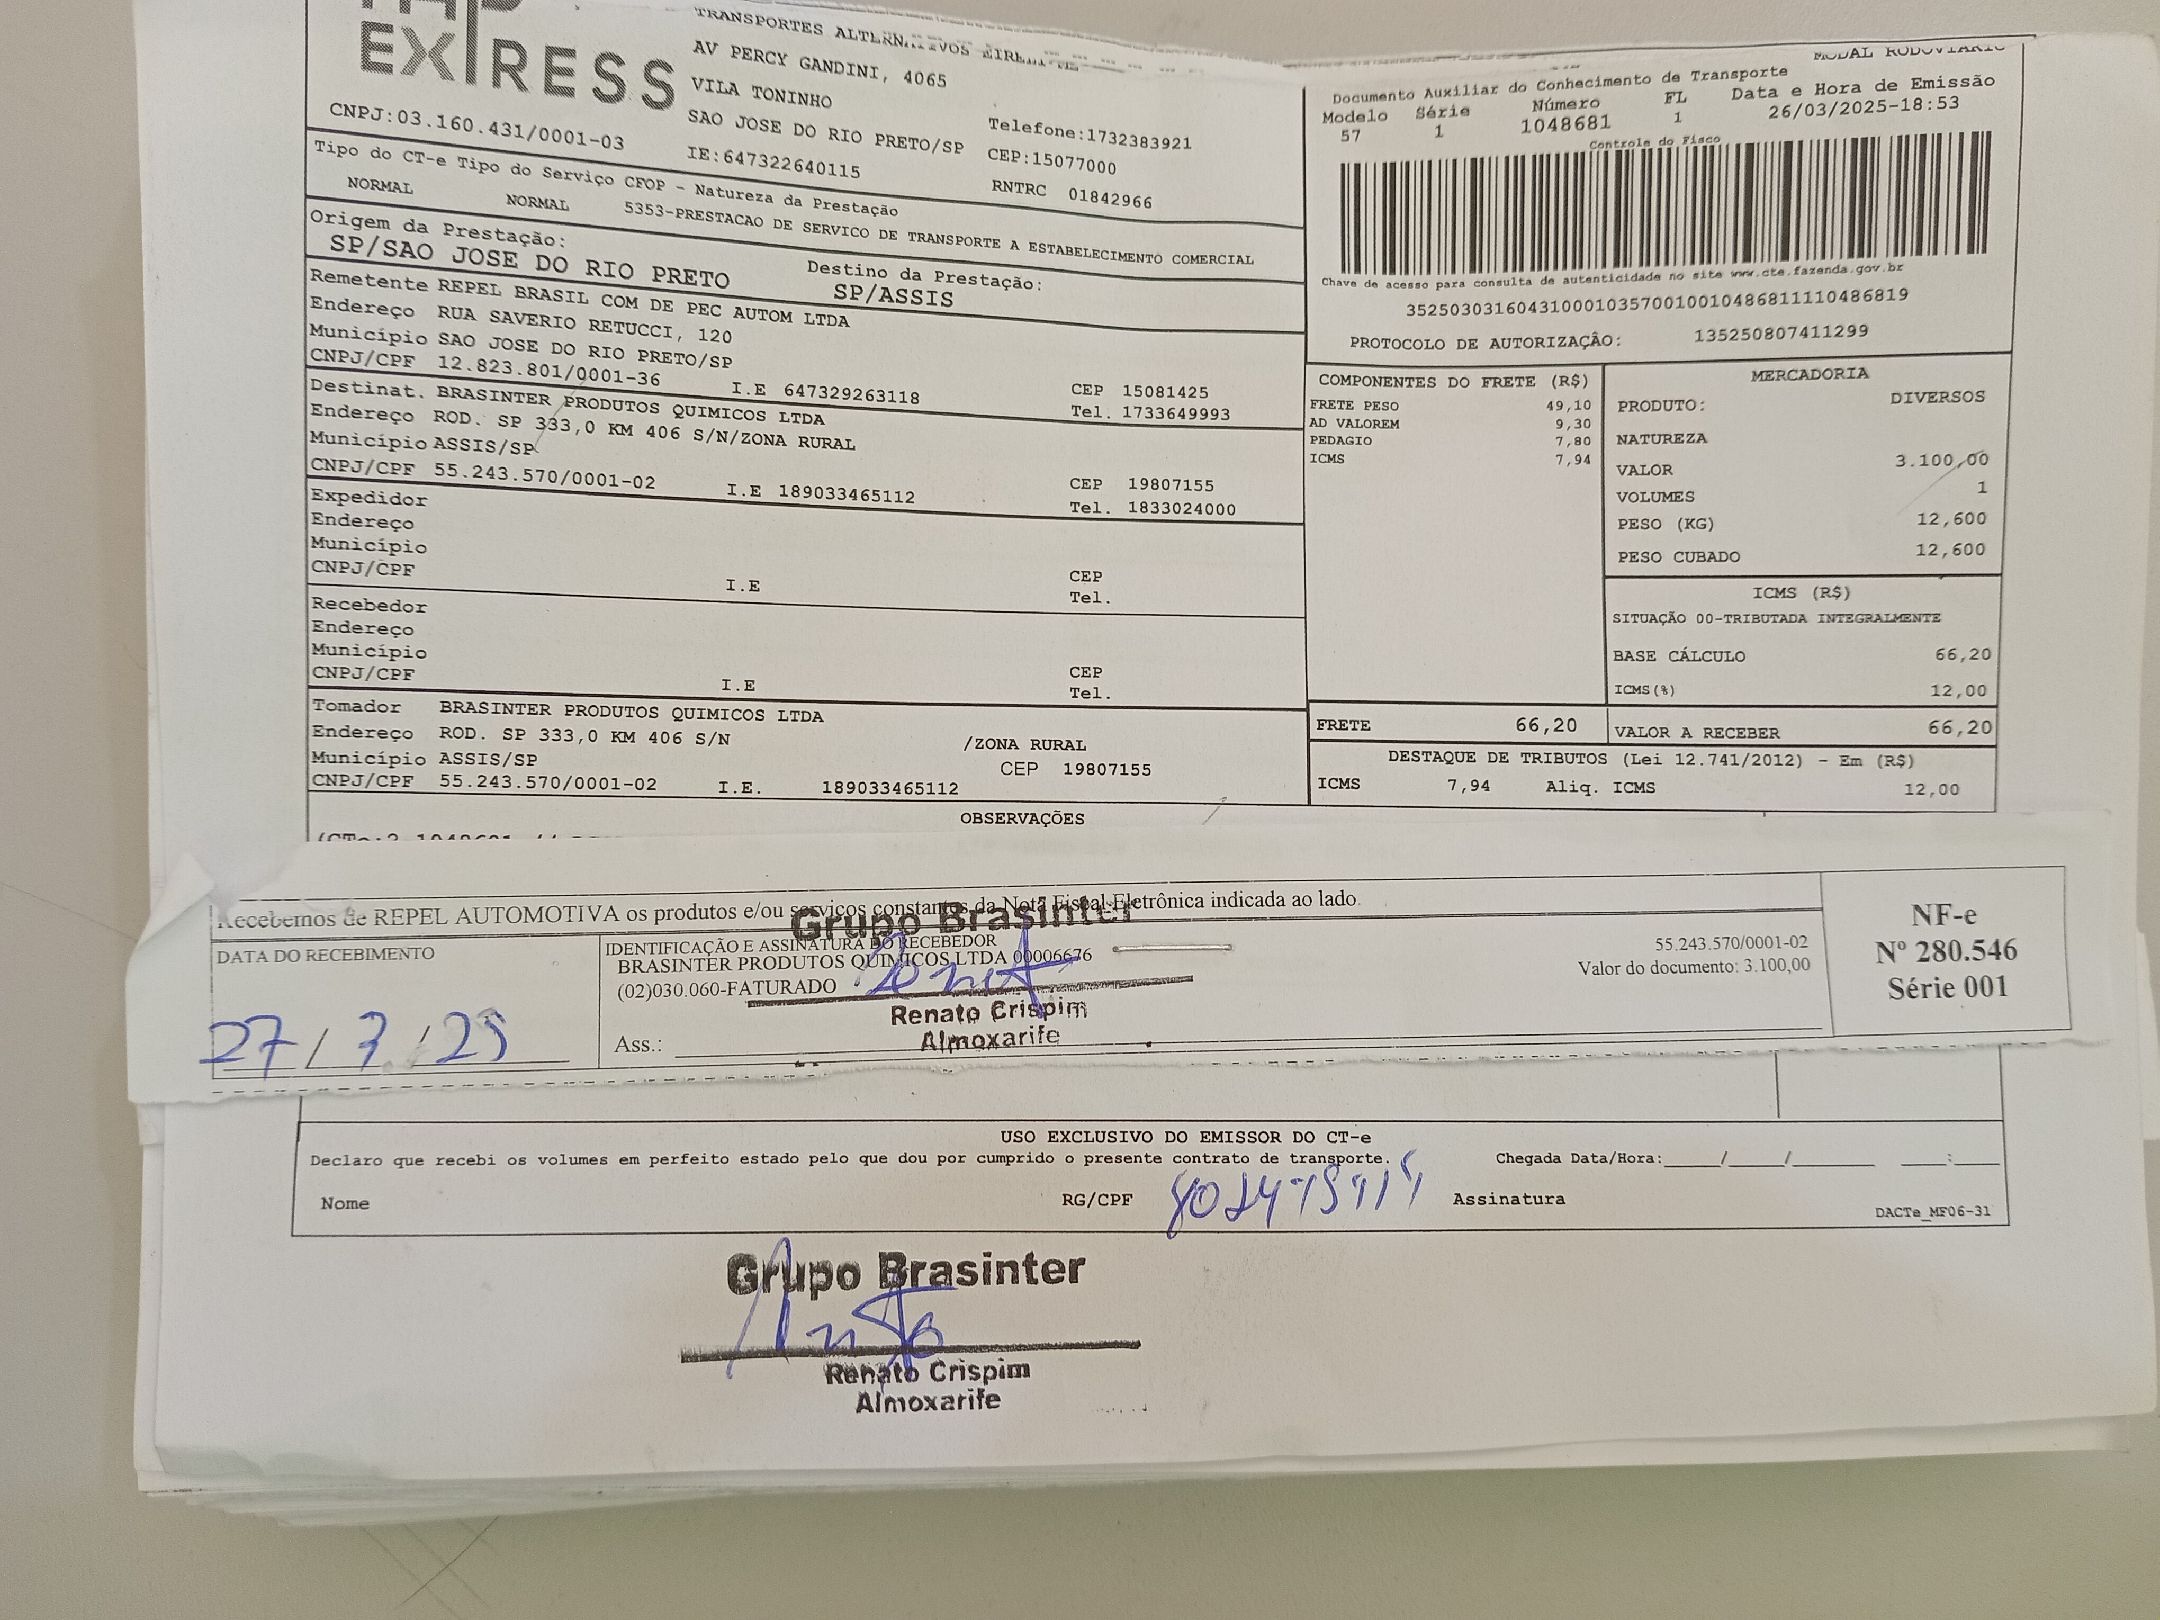 EXPRESS
TRANSPORTES ALTERNATIVOS
AV PERCY GANDINI, 4065
VILA TONINHO
SAO JOSE DO RIO PRETO/SP
Telefone:1732383921
CNPJ:03.160.431/0001-03
IE:647322640115
CEP:15077000
RNTRC 01842966
Tipo do CT-e Tipo do Serviço CFOP - Natureza da Prestação
NORMAL NORMAL 5353-PRESTACAO DE SERVICO DE TRANSPORTE A ESTABELECIMENTO COMERCIAL
Origem da Prestação:
SP/SAO JOSE DO RIO PRETO
Destino da Prestação:
SP/ASSIS
Remetente REPEL BRASIL COM DE PEC AUTOM LTDA
Endereço RUA SAVERIO RETUCCI, 120
Município SAO JOSE DO RIO PRETO/SP
CNPJ/CPF 12.823.801/0001-36 I.E 647329263118
CEP 15081425
Tel. 1733649993
Destinat. BRASINTER PRODUTOS QUIMICOS LTDA
Endereço ROD. SP 333,0 KM 406 S/N/ZONA RURAL
Município ASSIS/SP
CNPJ/CPF 55.243.570/0001-02 I.E 189033465112
CEP 19807155
Tel. 1833024000
Expedidor
Endereço
Município
CNPJ/CPF I.E
CEP
Tel.
Recebedor
Endereço
Município
CNPJ/CPF I.E
CEP
Tel.
Tomador BRASINTER PRODUTOS QUIMICOS LTDA
Endereço ROD. SP 333,0 KM 406 S/N /ZONA RURAL
Município ASSIS/SP CEP 19807155
CNPJ/CPF 55.243.570/0001-02 I.E. 189033465112
OBSERVAÇÕES
MODAL RODOVIARIO
Documento Auxiliar do Conhecimento de Transporte
Modelo Série Número FL Data e Hora de Emissão
57 1 1048681 1 26/03/2025-18:53
Controle do Fisco
Chave de acesso para consulta de autenticidade no site www.cte.fazenda.gov.br
35250303160431000103570010010486811110486819
PROTOCOLO DE AUTORIZAÇÂO: 135250807411299
COMPONENTES DO FRETE (R$)
FRETE PESO 49,10
AD VALOREM 9,30
PEDAGIO 7,80
ICMS 7,94
MERCADORIA
PRODUTO: DIVERSOS
NATUREZA
VALOR 3.100,00
VOLUMES 1
PESO (KG) 12,600
PESO CUBADO 12,600
ICMS (R$)
SITUAÇÃO 00-TRIBUTADA INTEGRALMENTE
BASE CÁLCULO 66,20
ICMS(%) 12,00
FRETE 66,20
VALOR A RECEBER 66,20
DESTAQUE DE TRIBUTOS (Lei 12.741/2012) - Em (R$)
ICMS 7,94 Aliq. ICMS 12,00
Recebemos de REPEL AUTOMOTIVA os produtos e/ou serviços constantes da Nota Fiscal Eletrônica indicada ao lado.
Grupo Brasinter
DATA DO RECEBIMENTO
27/3/25
IDENTIFICAÇÃO E ASSINATURA DO RECEBEDOR
BRASINTER PRODUTOS QUIMICOS LTDA 00006676
(02)030.060-FATURADO
55.243.570/0001-02
Valor do documento: 3.100,00
Renato Crispim
Almoxarife
Ass.:
NF-e
Nº 280.546
Série 001
USO EXCLUSIVO DO EMISSOR DO CT-e
Declaro que recebi os volumes em perfeito estado pelo que dou por cumprido o presente contrato de transporte. Chegada Data/Hora:____/____/____ ____:____
Nome RG/CPF Assinatura
DACTe_MF06-31
Grupo Brasinter
Renato Crispim
Almoxarife